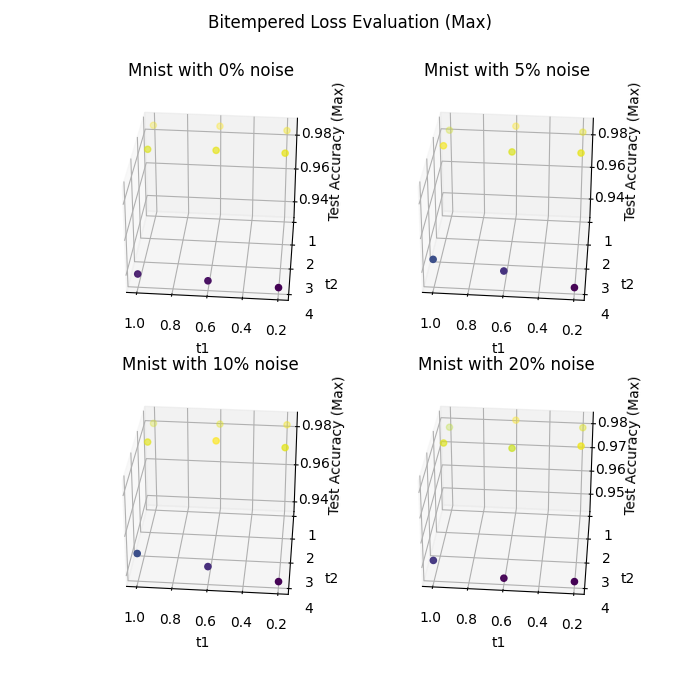 Bitempered Loss Evaluation (Max)
Mnist with 0% noise
0.98
0.96
0.94
Test Accuracy (Max)
1
2
3
4
t2
1.0 0.8 0.6 0.4 0.2
t1
Mnist with 5% noise
0.98
0.96
0.94
Test Accuracy (Max)
1
2
3
4
t2
1.0 0.8 0.6 0.4 0.2
t1
Mnist with 10% noise
0.98
0.96
0.94
Test Accuracy (Max)
1
2
3
4
t2
1.0 0.8 0.6 0.4 0.2
t1
Mnist with 20% noise
0.98
0.97
0.96
0.95
Test Accuracy (Max)
1
2
3
4
t2
1.0 0.8 0.6 0.4 0.2
t1